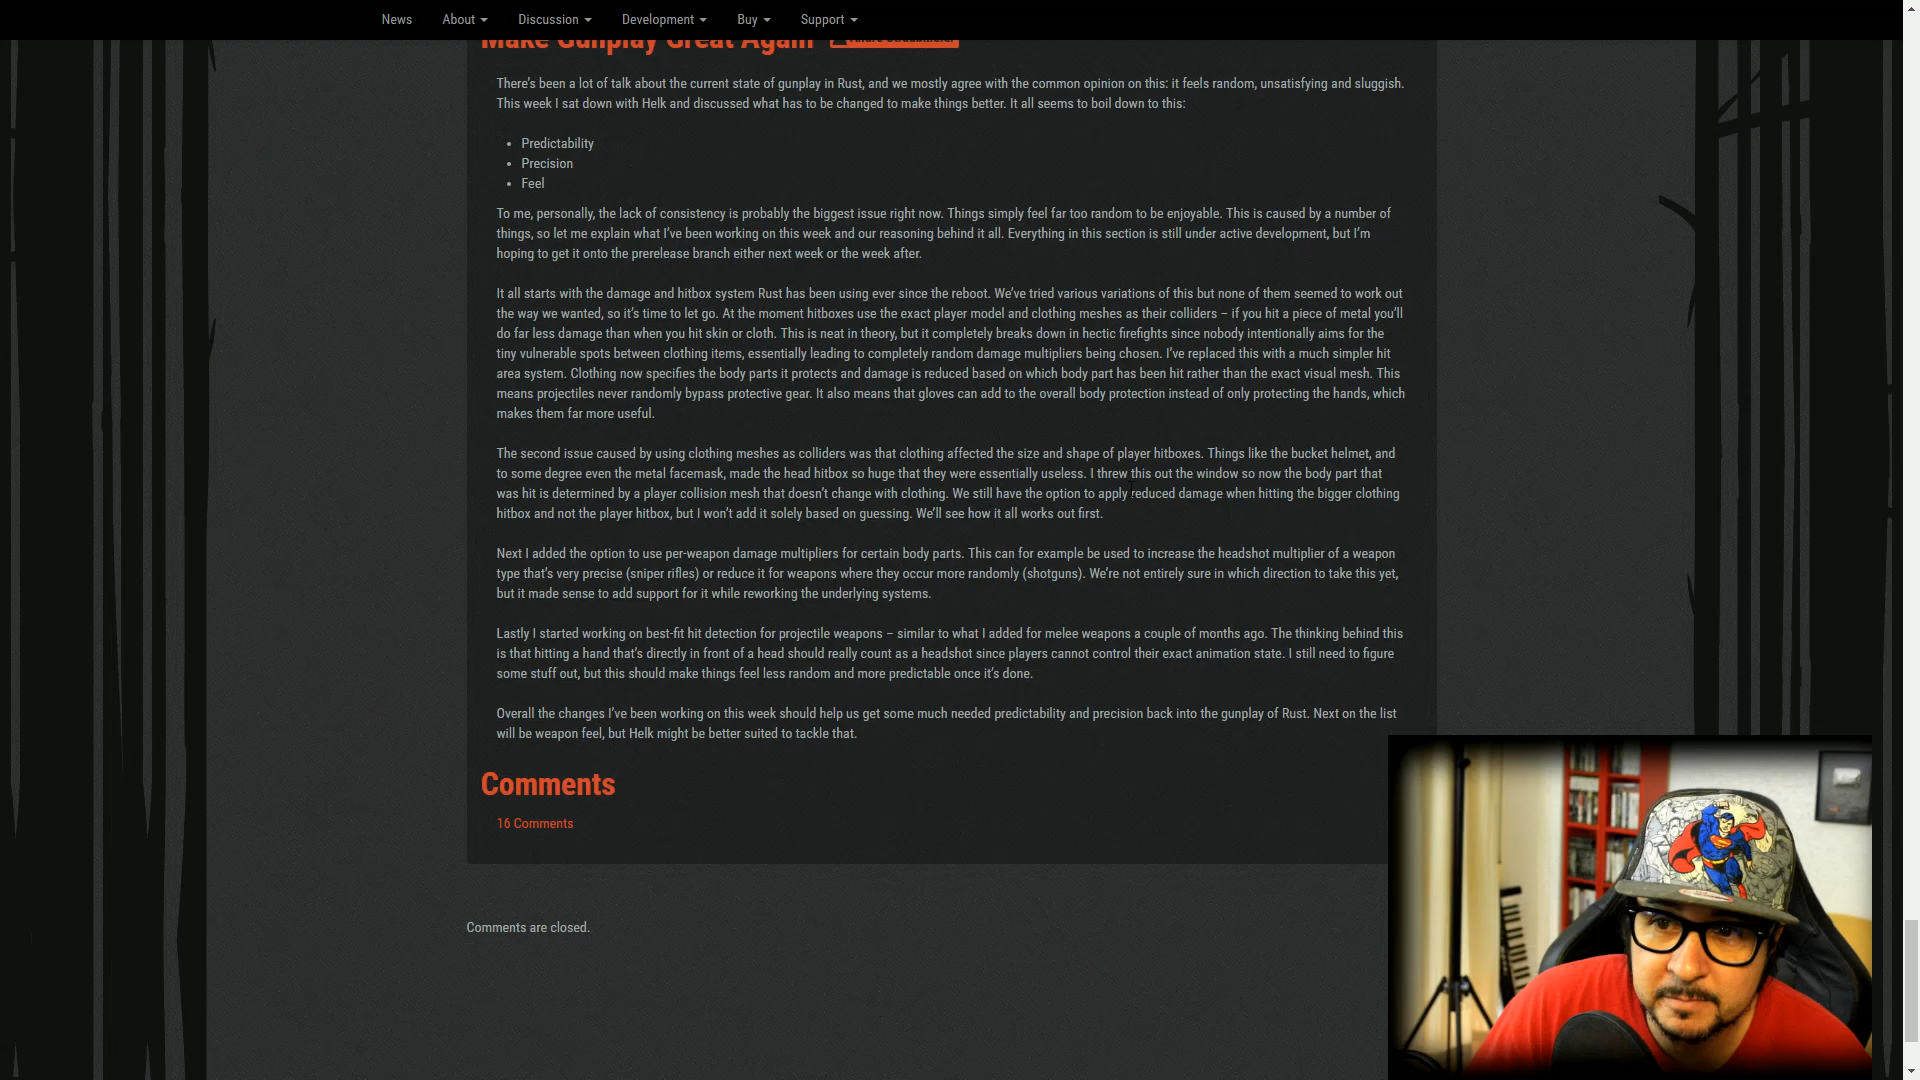 News About Discussion Development Buy Support
Make Gunplay Great Again
There's been a lot of talk about the current state of gunplay in Rust, and we mostly agree with the common opinion on this: it feels random, unsatisfying and sluggish.
This week I sat down with Helk and discussed what has to be changed to make things better. It all seems to boil down to this:
• Predictability
• Precision
• Feel
To me, personally, the lack of consistency is probably the biggest issue right now. Things simply feel far too random to be enjoyable. This is caused by a number of
things, so let me explain what I've been working on this week and our reasoning behind it all. Everything in this section is still under active development, but I'm
hoping to get it onto the prerelease branch either next week or the week after.
It all starts with the damage and hitbox system Rust has been using ever since the reboot. We've tried various variations of this but none of them seemed to work out
the way we wanted, so it's time to let go. At the moment hitboxes use the exact player model and clothing meshes as their colliders – if you hit a piece of metal you'll
do far less damage than when you hit skin or cloth. This is neat in theory, but it completely breaks down in hectic firefights since nobody intentionally aims for the
tiny vulnerable spots between clothing items, essentially leading to completely random damage multipliers being chosen. I've replaced this with a much simpler hit
area system. Clothing now specifies the body parts it protects and damage is reduced based on which body part has been hit rather than the exact visual mesh. This
means projectiles never randomly bypass protective gear. It also means that gloves can add to the overall body protection instead of only protecting the hands, which
makes them far more useful.
The second issue caused by using clothing meshes as colliders was that clothing affected the size and shape of player hitboxes. Things like the bucket helmet, and
to some degree even the metal facemask, made the head hitbox so huge that they were essentially useless. I threw this out the window so now the body part that
was hit is determined by a player collision mesh that doesn't change with clothing. We still have the option to apply reduced damage when hitting the bigger clothing
hitbox and not the player hitbox, but I won't add it solely based on guessing. We'll see how it all works out first.
Next I added the option to use per-weapon damage multipliers for certain body parts. This can for example be used to increase the headshot multiplier of a weapon
type that's very precise (sniper rifles) or reduce it for weapons where they occur more randomly (shotguns). We're not entirely sure in which direction to take this yet,
but it made sense to add support for it while reworking the underlying systems.
Lastly I started working on best-fit hit detection for projectile weapons – similar to what I added for melee weapons a couple of months ago. The thinking behind this
is that hitting a hand that's directly in front of a head should really count as a headshot since players cannot control their exact animation state. I still need to figure
some stuff out, but this should make things feel less random and more predictable once it's done.
Overall the changes I've been working on this week should help us get some much needed predictability and precision back into the gunplay of Rust. Next on the list
will be weapon feel, but Helk might be better suited to tackle that.
Comments
16 Comments
Comments are closed.